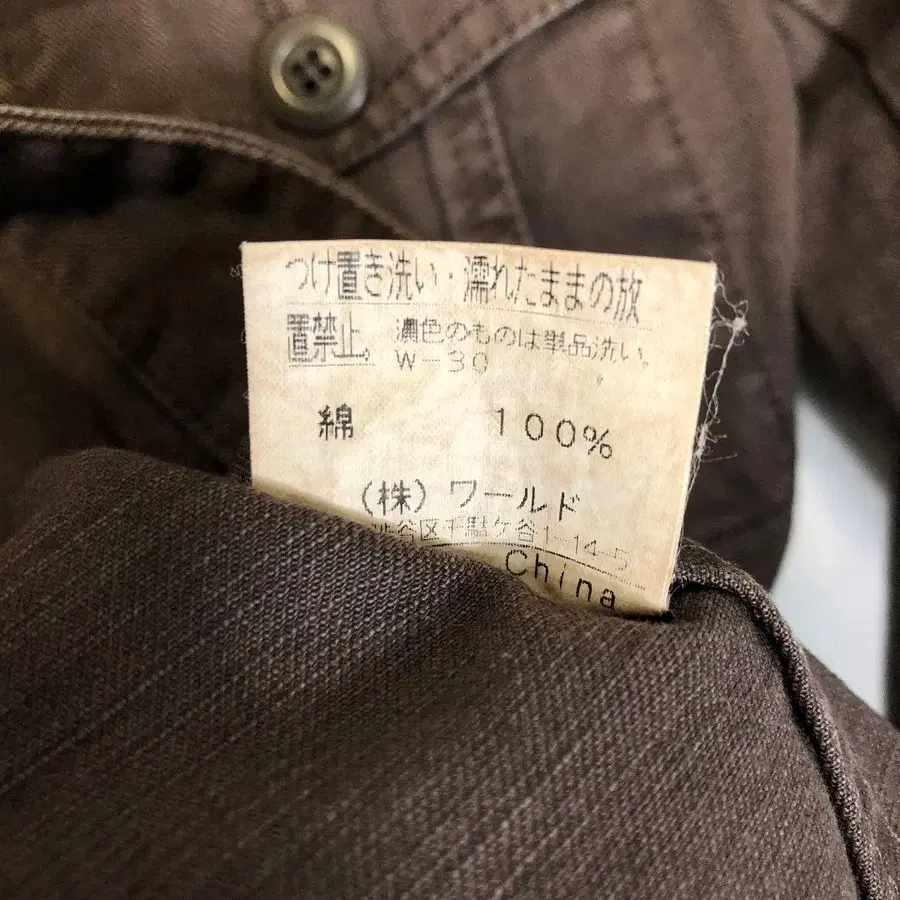 つけ置き洗い・濡れたままの放
置禁止。 濃色のものは単品洗い。
W-30
綿 100%
(株)ワールド
渋谷区千駄ケ谷1-14-5
China